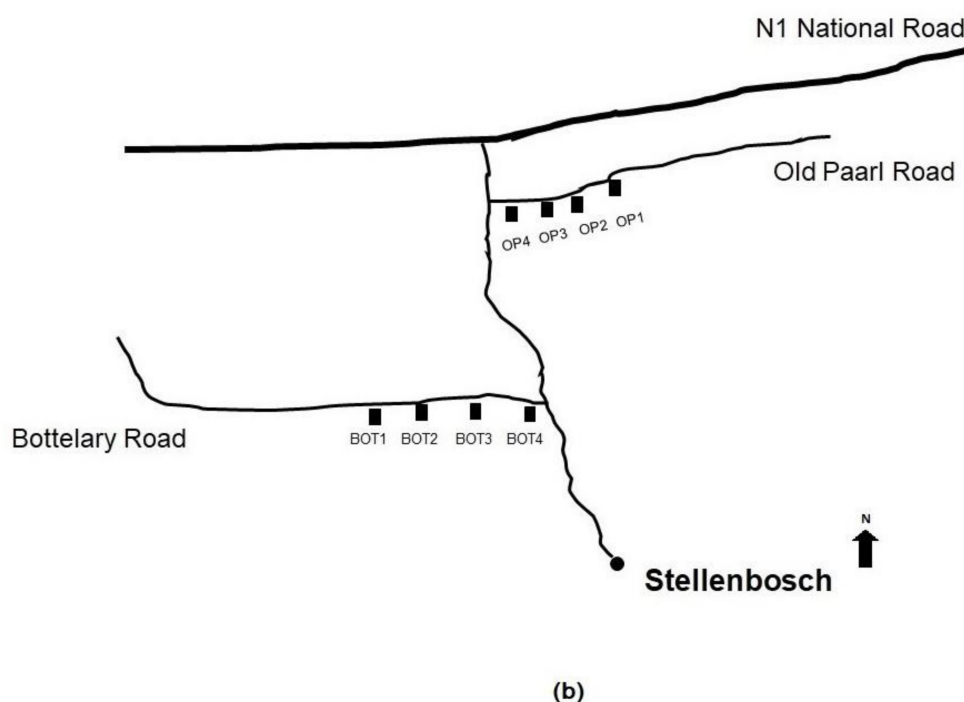 N1 National Road
Old Paarl Road
OP4 OP3 OP2 OP1
Bottelary Road
BOT1 BOT2 BOT3 BOT4
N
Stellenbosch
(b)